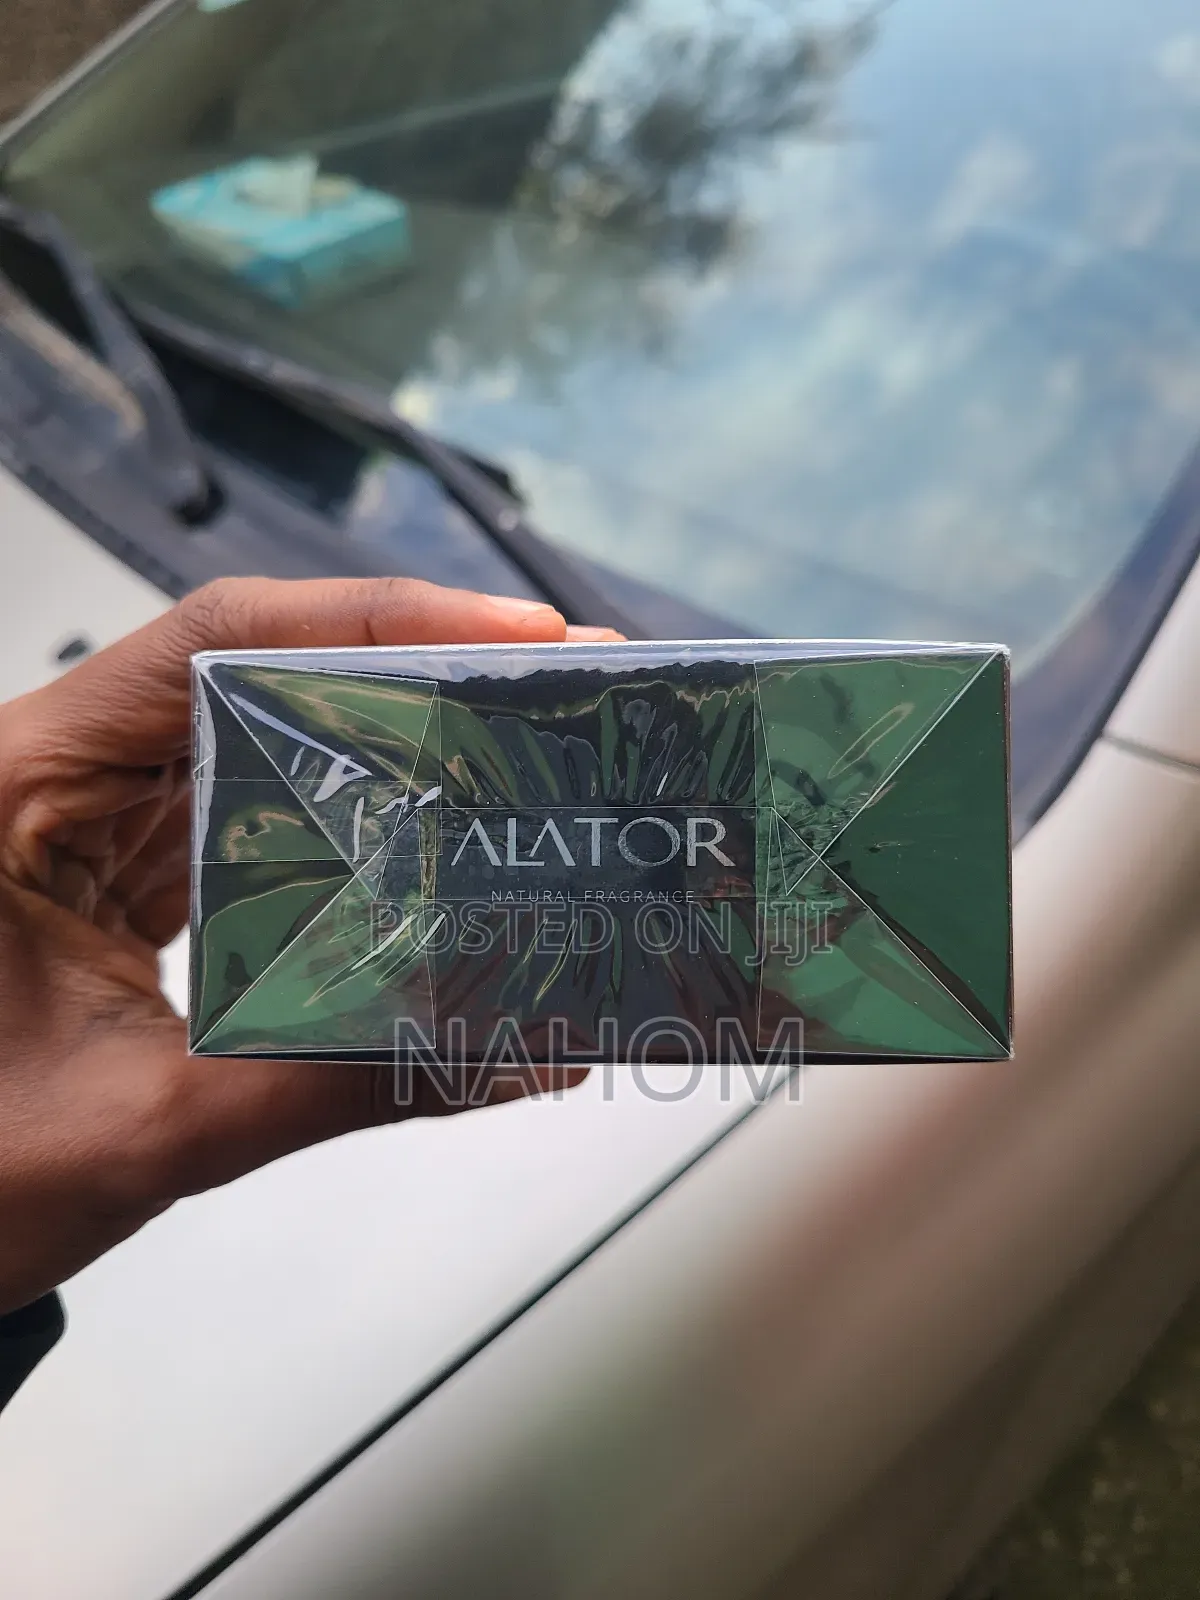 ALATOR
NATURAL FRAGRANCE
POSTED ON JIJI
NAHOM